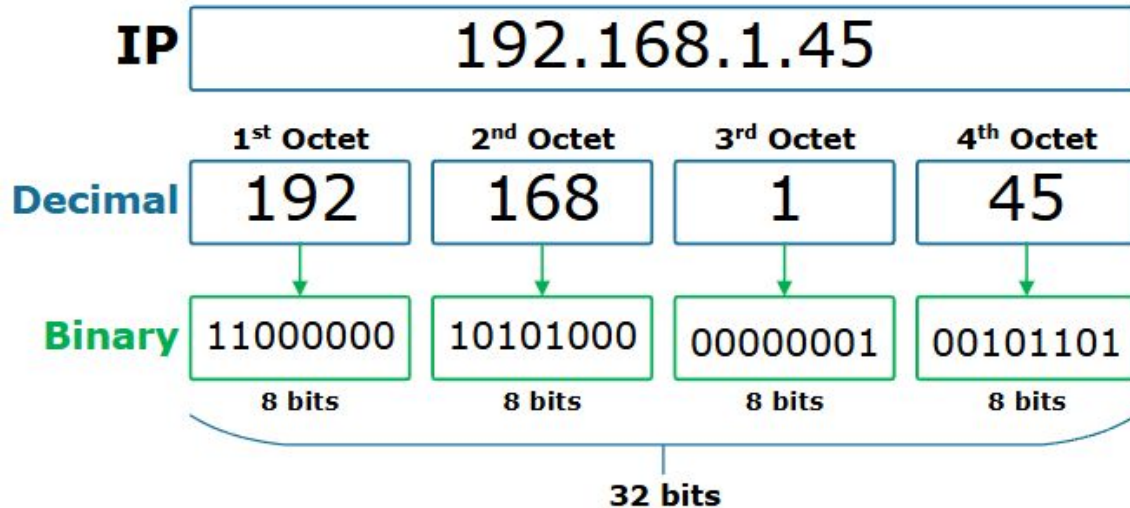 IP 192.168.1.45
1st Octet 2nd Octet 3rd Octet 4th Octet
Decimal 192 168 1 45
Binary 11000000 10101000 00000001 00101101
8 bits 8 bits 8 bits 8 bits
32 bits